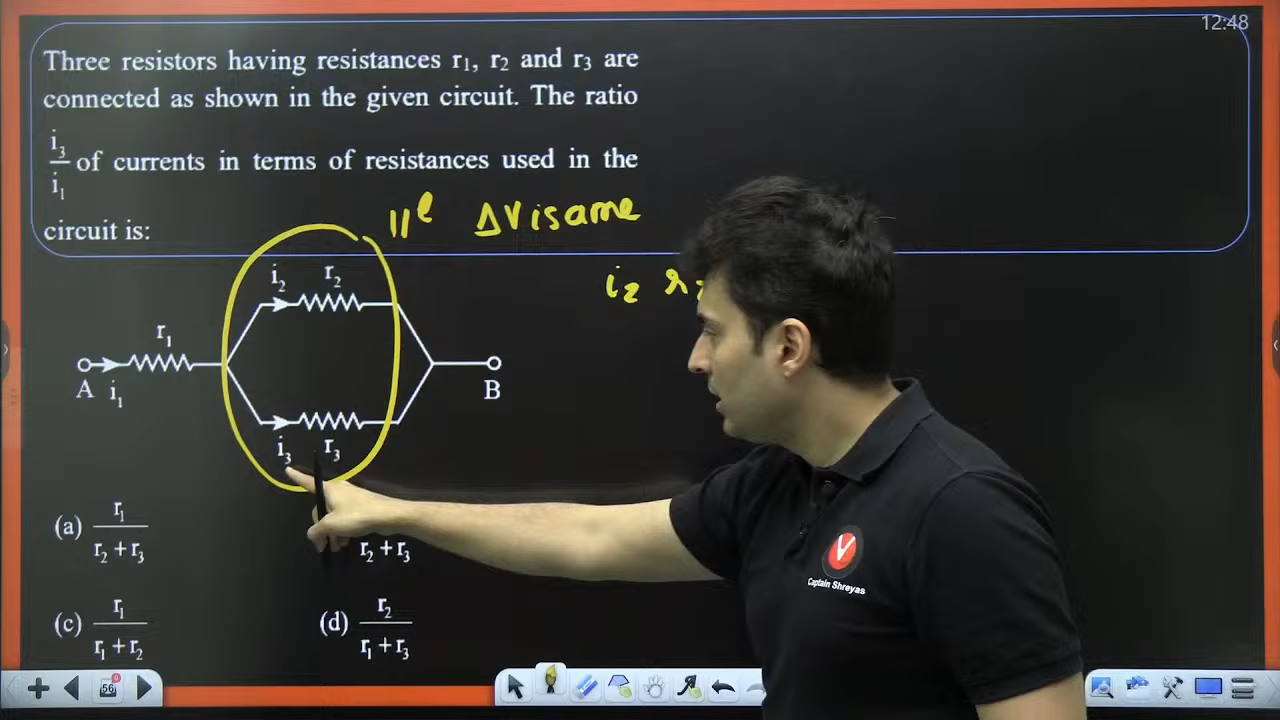 12:48
Three resistors having resistances r₁, r₂ and r₃ are
connected as shown in the given circuit. The ratio
i₃/i₁ of currents in terms of resistances used in the
circuit is:
11ˡ ΔV is same
i₂ r₂
i₂ r₂
r₁
A i₁ B
i₃ r₃
(a) r₁/(r₂ + r₃)
r₂ + r₃
(c) r₁/(r₁ + r₂) (d) r₂/(r₁ + r₃)
V
Captain Shreyas
56